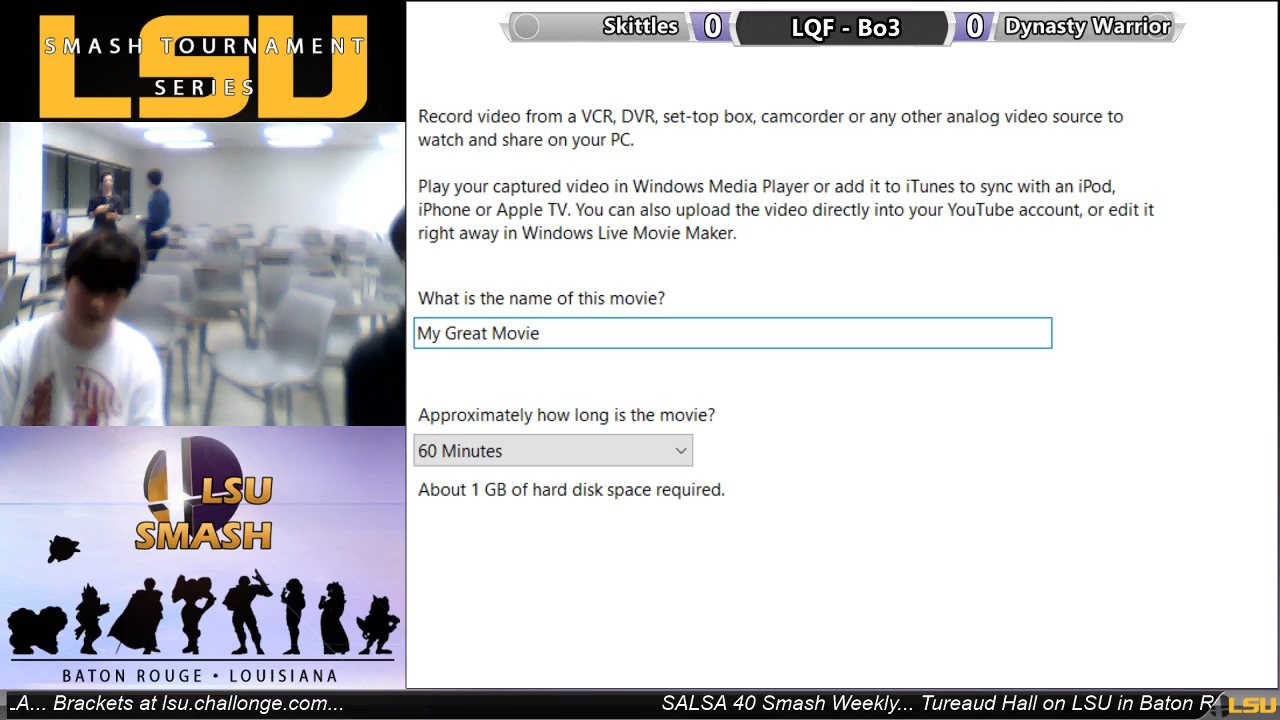 LSU
SMASH TOURNAMENT
SERIES
Skittles 0 LQF - Bo3 0 Dynasty Warrior
Record video from a VCR, DVR, set-top box, camcorder or any other analog video source to
watch and share on your PC.
Play your captured video in Windows Media Player or add it to iTunes to sync with an iPod,
iPhone or Apple TV. You can also upload the video directly into your YouTube account, or edit it
right away in Windows Live Movie Maker.
What is the name of this movie?
My Great Movie
Approximately how long is the movie?
60 Minutes
About 1 GB of hard disk space required.
LSU
SMASH
BATON ROUGE • LOUISIANA
-A... Brackets at lsu.challonge.com... SALSA 40 Smash Weekly... Tureaud Hall on LSU in Baton R
LSU